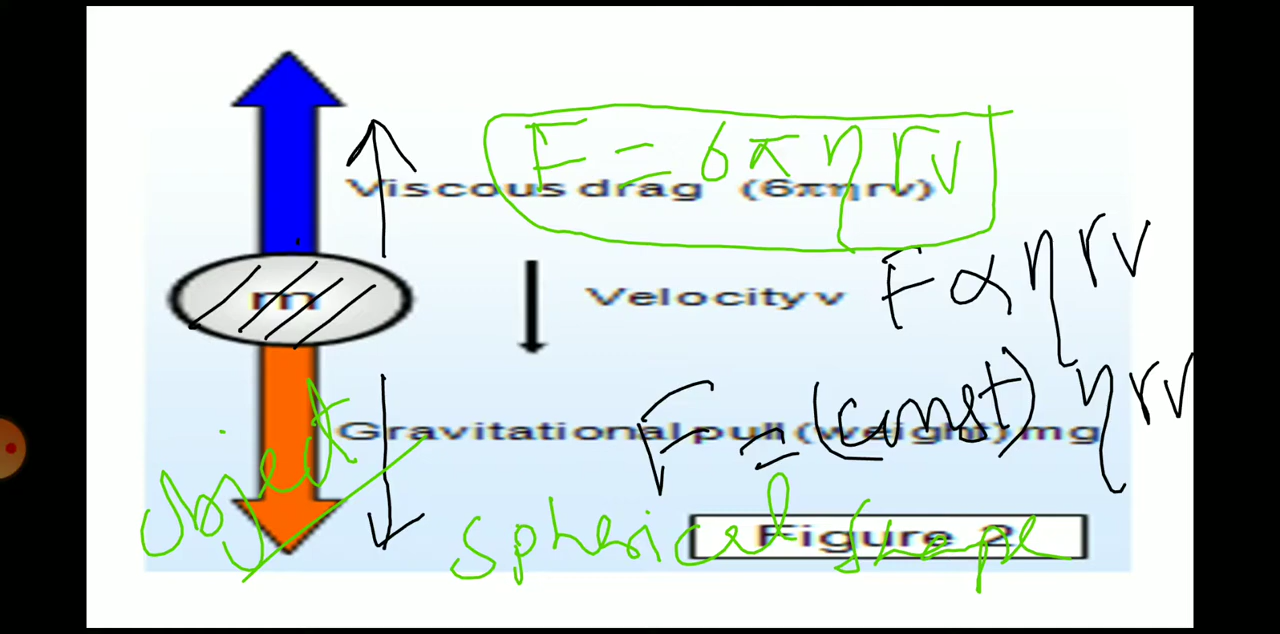 F = 6πηrv
Viscous drag (6πηrv)
F ∝ ηrv
m
Velocity v
F = (const) ηrv
Gravitational pull (weight) mg
object
spherical shape
Figure 2